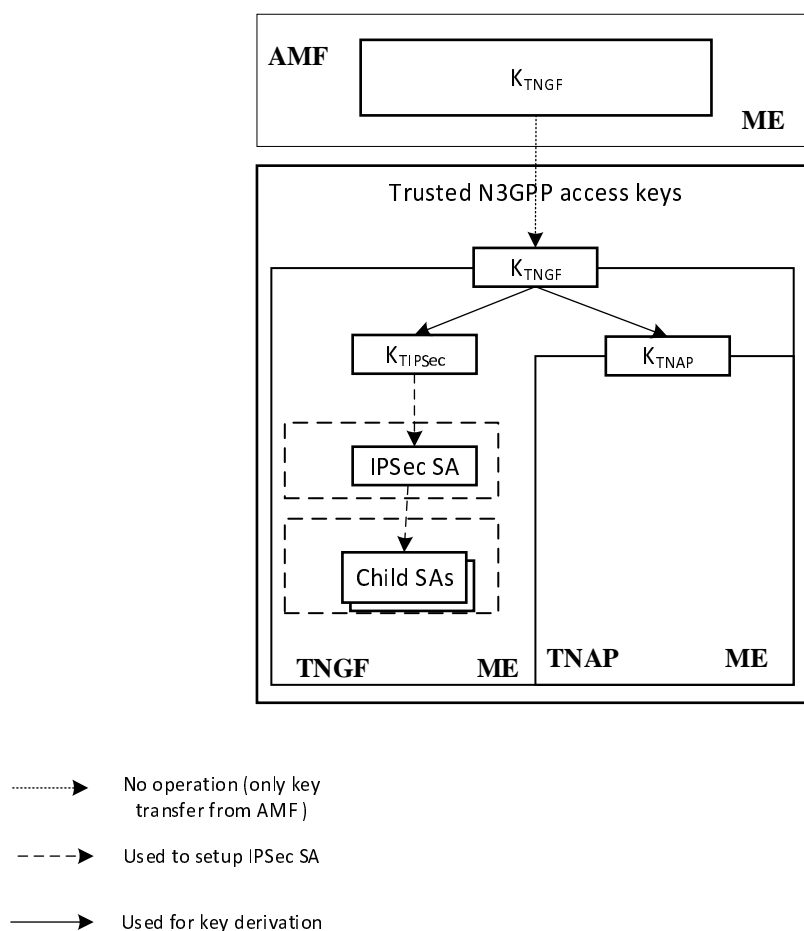 AMF
KTNGF
ME
Trusted N3GPP access keys
KTNGF
KTIPSec
KTNAP
IPSec SA
Child SAs
TNGF
ME
TNAP
ME
No operation (only key
transfer from AMF )
Used to setup IPSec SA
Used for key derivation